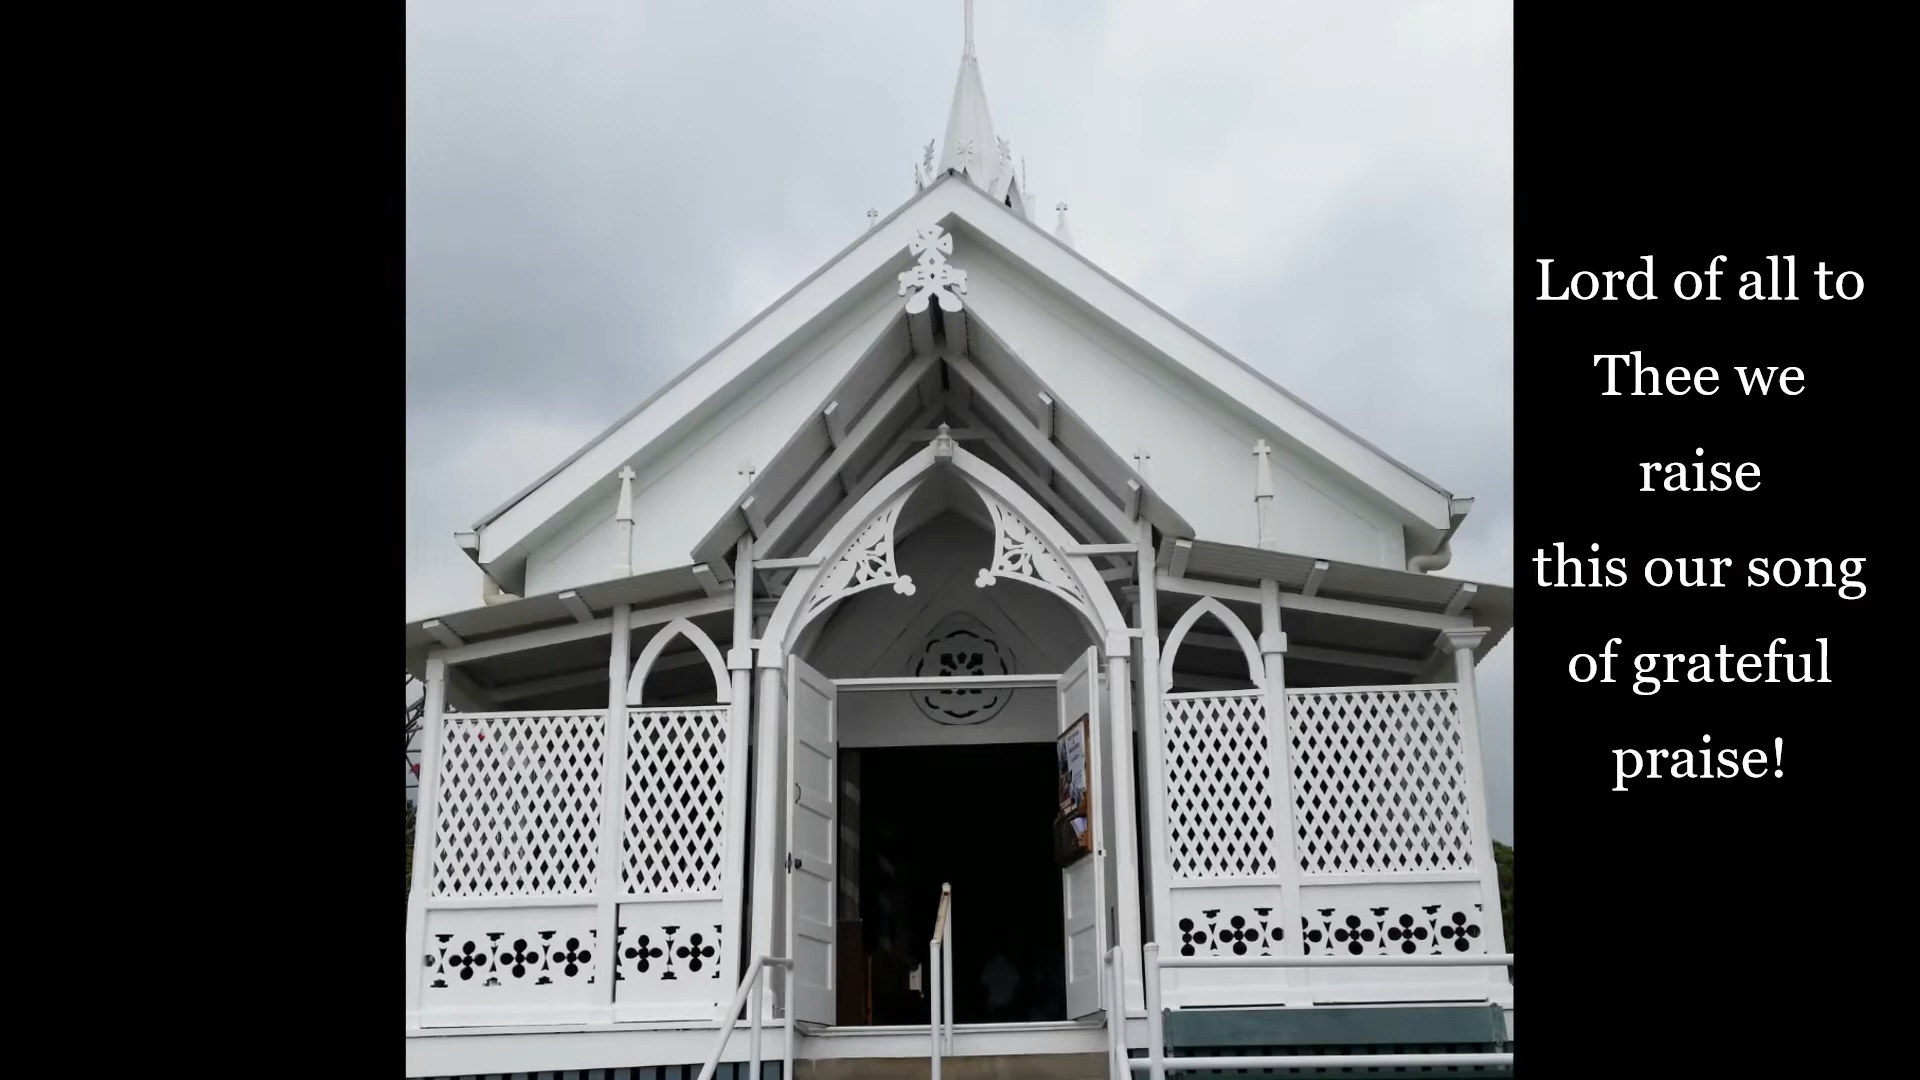 Lord of all to
Thee we
raise
this our song
of grateful
praise!